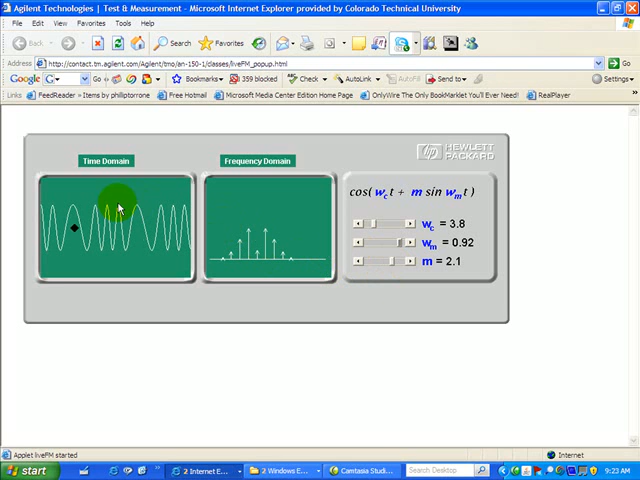 Agilent Technologies | Test & Measurement - Microsoft Internet Explorer provided by Colorado Technical University
File Edit View Favorites Tools Help
Back Search Favorites
Address http://contact.tm.agilent.com/Agilent/tmo/an-150-1/classes/liveFM_popup.html Go
Google G Go Bookmarks 359 blocked Check AutoLink AutoFill Settings
Links FeedReader » Items by philliptorrone Free Hotmail Microsoft Media Center Edition Home Page OnlyWire The Only BookMarklet You'll Ever NEED! RealPlayer
HEWLETT
PACKARD
Time Domain Frequency Domain
cos( wc t + m sin wm t )
wc = 3.8
wm = 0.92
m = 2.1
Applet liveFM started Internet
start 2 Internet E... 2 Windows E... Camtasia Studi... Search Desktop 9:23 AM